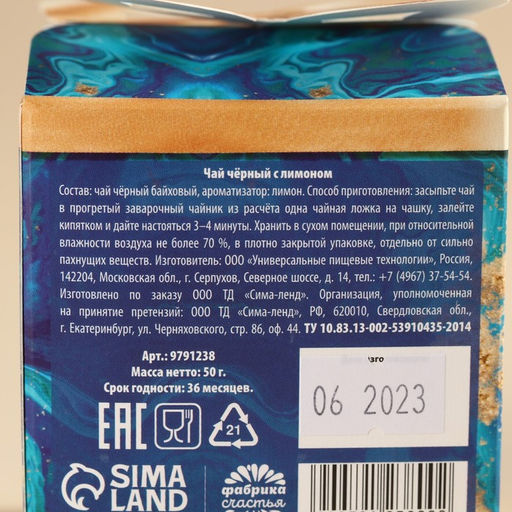 Чай чёрный с лимоном
Состав: чай чёрный байховый, ароматизатор: лимон. Способ приготовления: засыпьте чай
в прогретый заварочный чайник из расчёта одна чайная ложка на чашку, залейте
кипятком и дайте настояться 3–4 минуты. Хранить в сухом помещении, при относительной
влажности воздуха не более 70 %, в плотно закрытой упаковке, отдельно от сильно
пахнущих веществ. Изготовитель: ООО «Универсальные пищевые технологии», Россия,
142204, Московская обл., г. Серпухов, Северное шоссе, д. 14, тел.: +7 (4967) 37-54-54.
Изготовлено по заказу ООО ТД «Сима-ленд». Организация, уполномоченная
на принятие претензий: ООО ТД «Сима-ленд», РФ, 620010, Свердловская обл.,
г. Екатеринбург, ул. Черняховского, стр. 86, оф. 44. ТУ 10.83.13-002-53910435-2014
Арт.: 9791238
Масса нетто: 50 г.
Срок годности: 36 месяцев.
06 2023
EAC
21
SIMA
LAND
фабрика
счастья